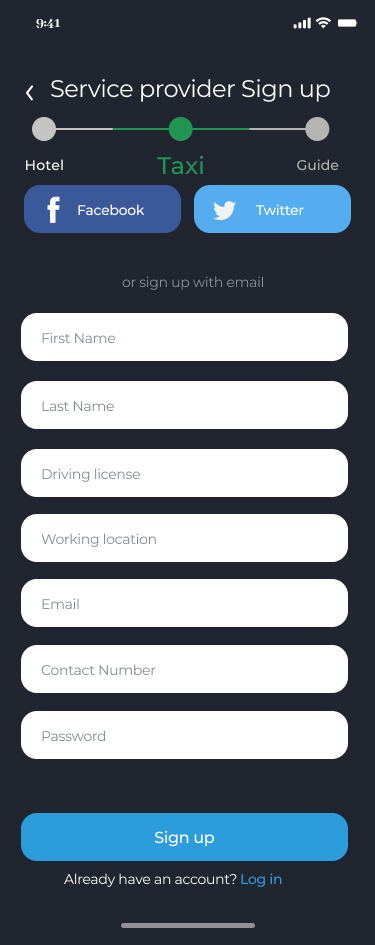 9:41
Service provider Sign up
Hotel Taxi Guide
Facebook Twitter
or sign up with email
First Name
Last Name
Driving license
Working location
Email
Contact Number
Password
Sign up
Already have an account? Log in